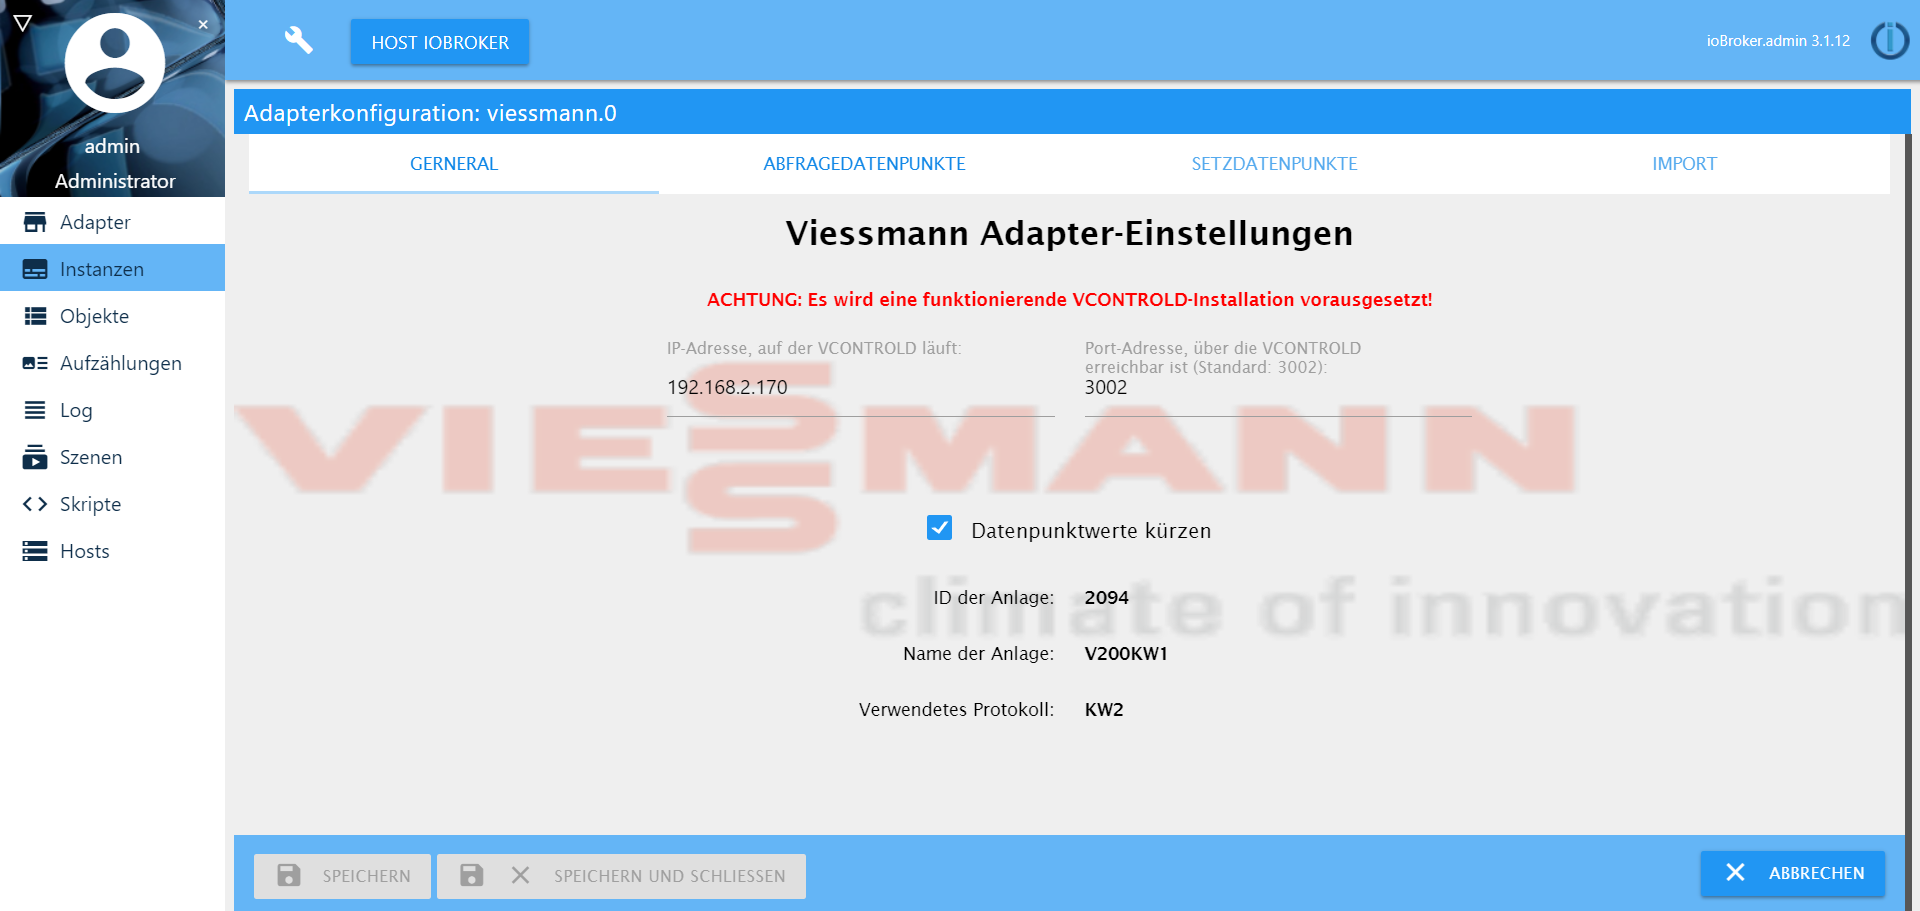 admin
Administrator
Adapter
Instanzen
Objekte
Aufzählungen
Log
Szenen
Skripte
Hosts
HOST IOBROKER
ioBroker.admin 3.1.12
Adapterkonfiguration: viessmann.0
GERNERAL
ABFRAGEDATENPUNKTE
SETZDATENPUNKTE
IMPORT
Viessmann Adapter-Einstellungen
ACHTUNG: Es wird eine funktionierende VCONTROLD-Installation vorausgesetzt!
IP-Adresse, auf der VCONTROLD läuft:
192.168.2.170
Port-Adresse, über die VCONTROLD
erreichbar ist (Standard: 3002):
3002
VIESSMANN
climate of innovation
Datenpunktwerte kürzen
ID der Anlage: 2094
Name der Anlage: V200KW1
Verwendetes Protokoll: KW2
SPEICHERN
SPEICHERN UND SCHLIESSEN
ABBRECHEN